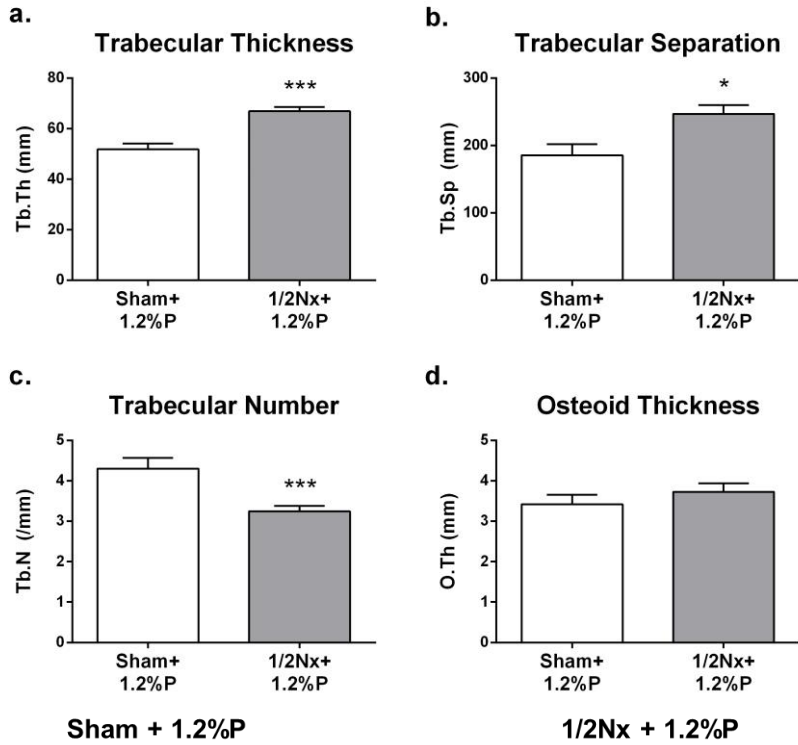 a.
Trabecular Thickness
Tb.Th (mm)
80
60
40
20
0
***
Sham+
1.2%P
1/2Nx+
1.2%P
b.
Trabecular Separation
Tb.Sp (mm)
300
200
100
0
*
Sham+
1.2%P
1/2Nx+
1.2%P
c.
Trabecular Number
Tb.N (/mm)
5
4
3
2
1
0
***
Sham+
1.2%P
1/2Nx+
1.2%P
d.
Osteoid Thickness
O.Th (mm)
5
4
3
2
1
0
Sham+
1.2%P
1/2Nx+
1.2%P
Sham + 1.2%P
1/2Nx + 1.2%P